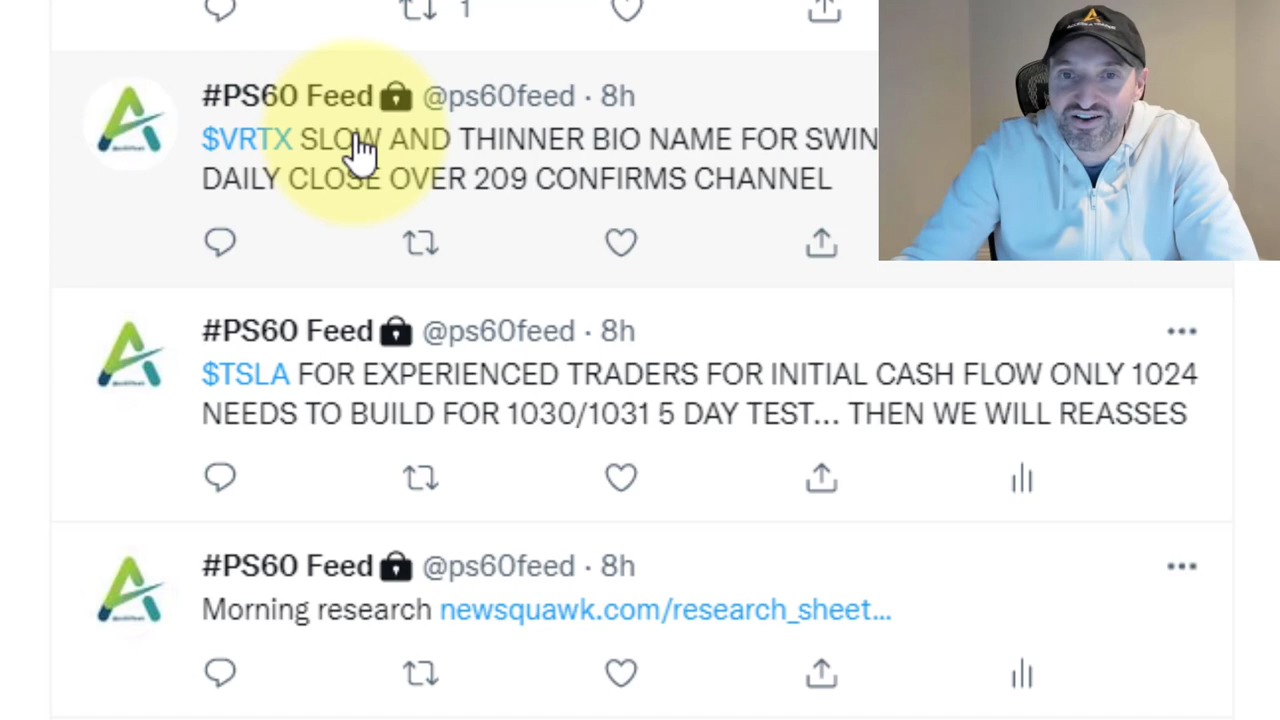 1
#PS60 Feed @ps60feed · 8h
$VRTX SLOW AND THINNER BIO NAME FOR SWIN
DAILY CLOSE OVER 209 CONFIRMS CHANNEL
#PS60 Feed @ps60feed · 8h
$TSLA FOR EXPERIENCED TRADERS FOR INITIAL CASH FLOW ONLY 1024
NEEDS TO BUILD FOR 1030/1031 5 DAY TEST... THEN WE WILL REASSES
#PS60 Feed @ps60feed · 8h
Morning research newsquawk.com/research_sheet...